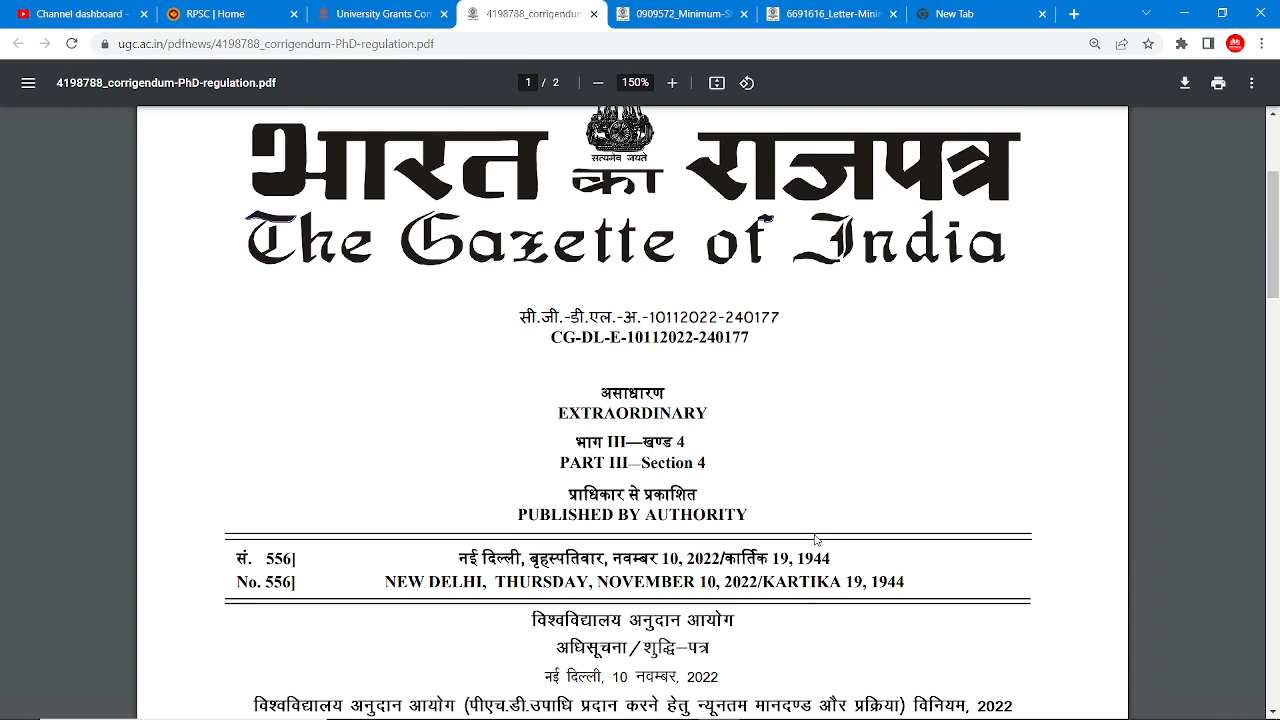 Channel dashboard -
RPSC | Home
University Grants Con
4198788_corrigendum
0909572_Minimum-S
6691616_Letter-Minin
New Tab
ugc.ac.in/pdfnews/4198788_corrigendum-PhD-regulation.pdf
4198788_corrigendum-PhD-regulation.pdf
1 / 2
150%
सत्यमेव जयते
भारत का राजपत्र
The Gazette of India
सी.जी.-डी.एल.-अ.-10112022-240177
CG-DL-E-10112022-240177
असाधारण
EXTRAORDINARY
भाग III—खण्ड 4
PART III—Section 4
प्राधिकार से प्रकाशित
PUBLISHED BY AUTHORITY
सं. 556] नई दिल्ली, बृहस्पतिवार, नवम्बर 10, 2022/कार्तिक 19, 1944
No. 556] NEW DELHI, THURSDAY, NOVEMBER 10, 2022/KARTIKA 19, 1944
विश्वविद्यालय अनुदान आयोग
अधिसूचना/शुद्धि-पत्र
नई दिल्ली, 10 नवम्बर, 2022
विश्वविद्यालय अनुदान आयोग (पीएच.डी.उपाधि प्रदान करने हेतु न्यूनतम मानदण्ड और प्रक्रिया) विनियम, 2022